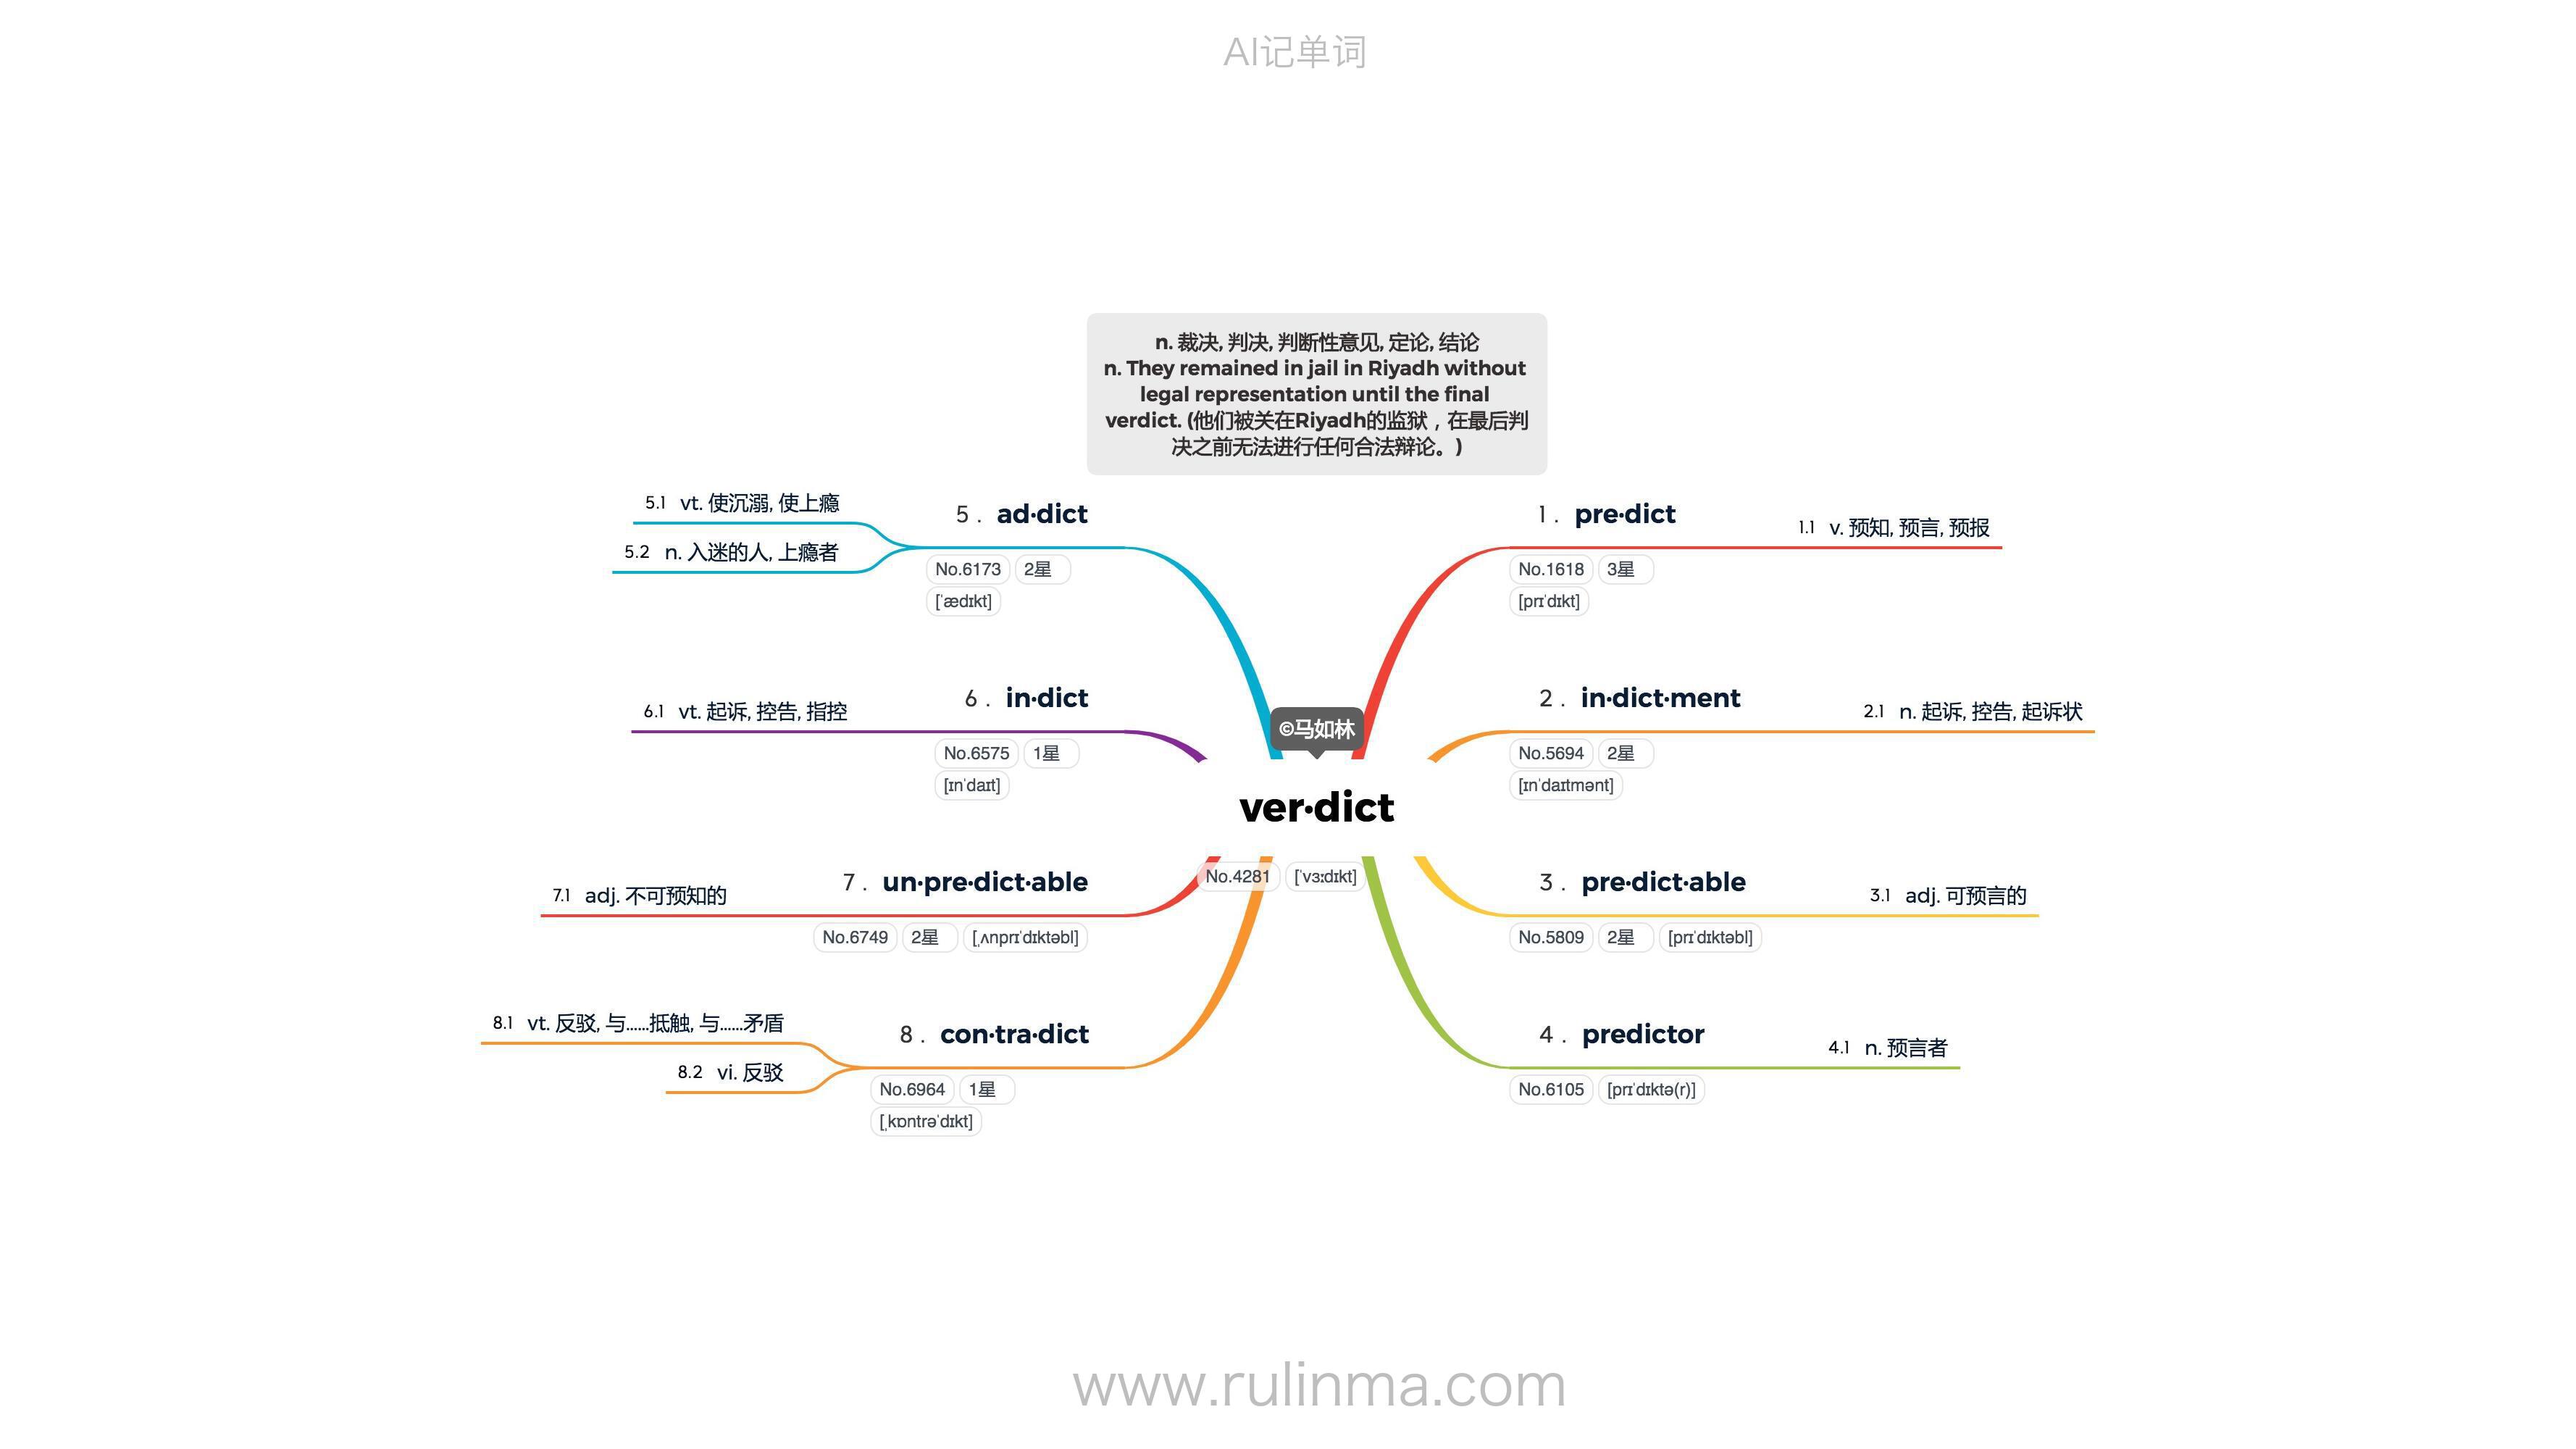 AI记单词
n. 裁决, 判决, 判断性意见, 定论, 结论
n. They remained in jail in Riyadh without
legal representation until the final
verdict. (他们被关在Riyadh的监狱，在最后判
决之前无法进行任何合法辩论。)
©马如林
ver·dict
No.4281 [ˈvɜːdɪkt]
1. pre·dict
No.1618 3星
[prɪˈdɪkt]
1.1 v. 预知, 预言, 预报
2. in·dict·ment
No.5694 2星
[ɪnˈdaɪtmənt]
2.1 n. 起诉, 控告, 起诉状
3. pre·dict·able
No.5809 2星 [prɪˈdɪktəbl]
3.1 adj. 可预言的
4. predictor
No.6105 [prɪˈdɪktə(r)]
4.1 n. 预言者
5. ad·dict
No.6173 2星
[ˈædɪkt]
5.1 vt. 使沉溺, 使上瘾
5.2 n. 入迷的人, 上瘾者
6. in·dict
No.6575 1星
[ɪnˈdaɪt]
6.1 vt. 起诉, 控告, 指控
7. un·pre·dict·able
No.6749 2星 [ˌʌnprɪˈdɪktəbl]
7.1 adj. 不可预知的
8. con·tra·dict
No.6964 1星
[ˌkɒntrəˈdɪkt]
8.1 vt. 反驳, 与……抵触, 与……矛盾
8.2 vi. 反驳
www.rulinma.com